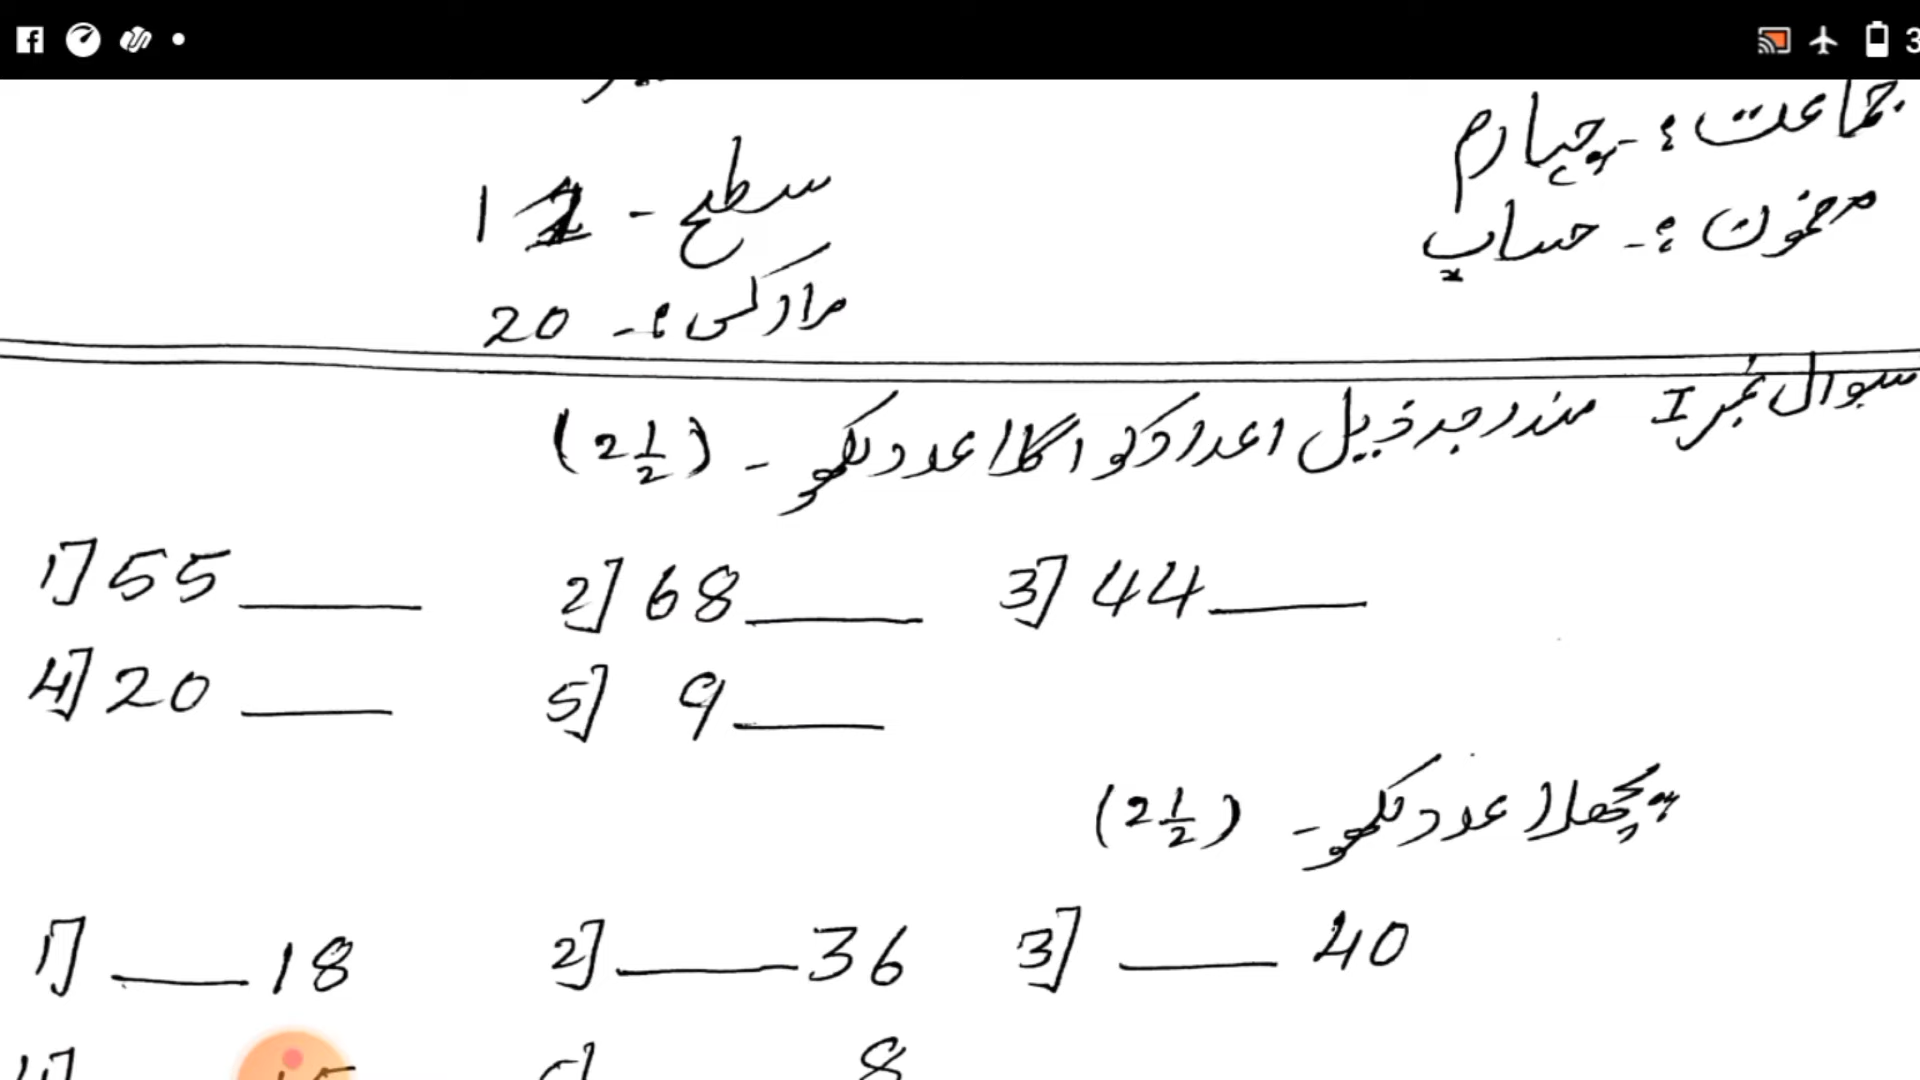 جماعت :- چہارم
مضمون :- حساب
سطح - 1
مارکس :- 20
سوال نمبر I مندرجہ ذیل اعداد کو اگلا عدد لکھو - (2½)
1] 55 ____ 2] 68 ____ 3] 44 ____
4] 20 ____ 5] 9 ____
پچھلا عدد لکھو - (2½)
1] ____ 18 2] ____ 36 3] ____ 40
8